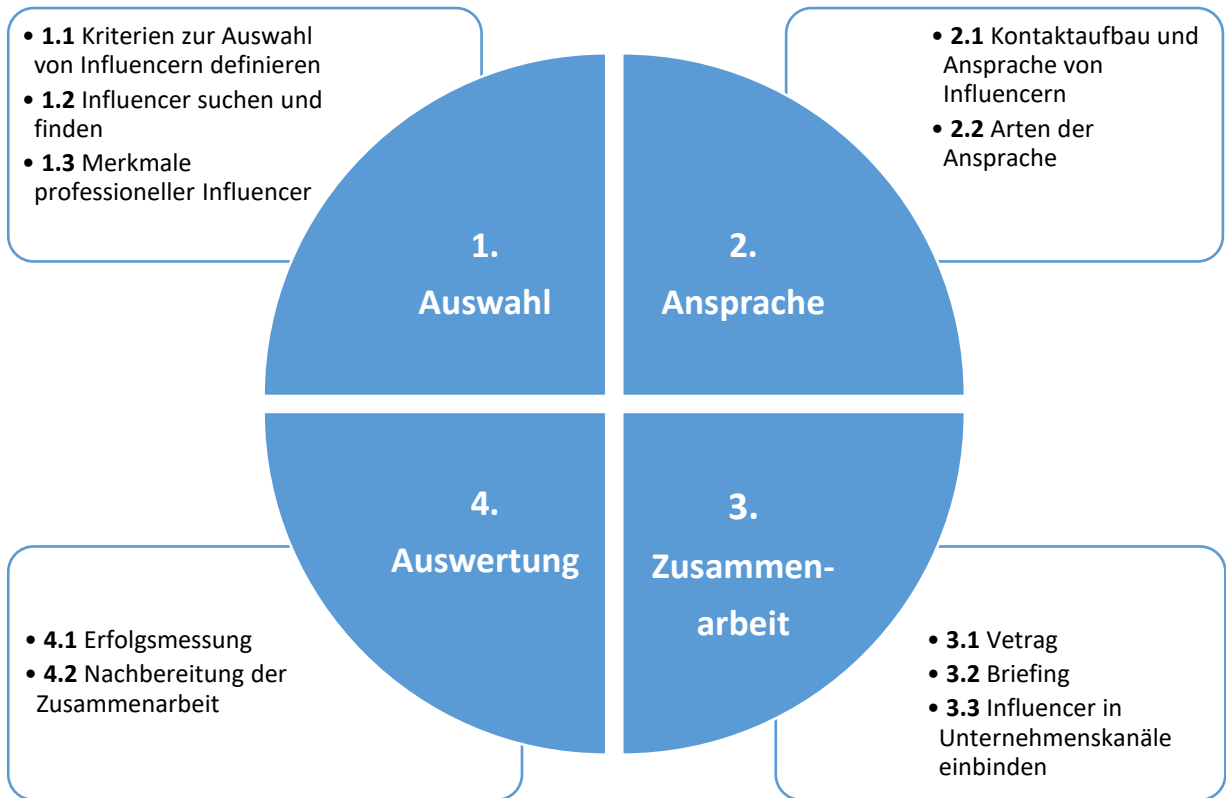 • 1.1 Kriterien zur Auswahl
von Influencern definieren
• 1.2 Influencer suchen und
finden
• 1.3 Merkmale
professioneller Influencer
• 2.1 Kontaktaufbau und
Ansprache von
Influencern
• 2.2 Arten der
Ansprache
1.
Auswahl
2.
Ansprache
4.
Auswertung
3.
Zusammen-
arbeit
• 4.1 Erfolgsmessung
• 4.2 Nachbereitung der
Zusammenarbeit
• 3.1 Vetrag
• 3.2 Briefing
• 3.3 Influencer in
Unternehmenskanäle
einbinden